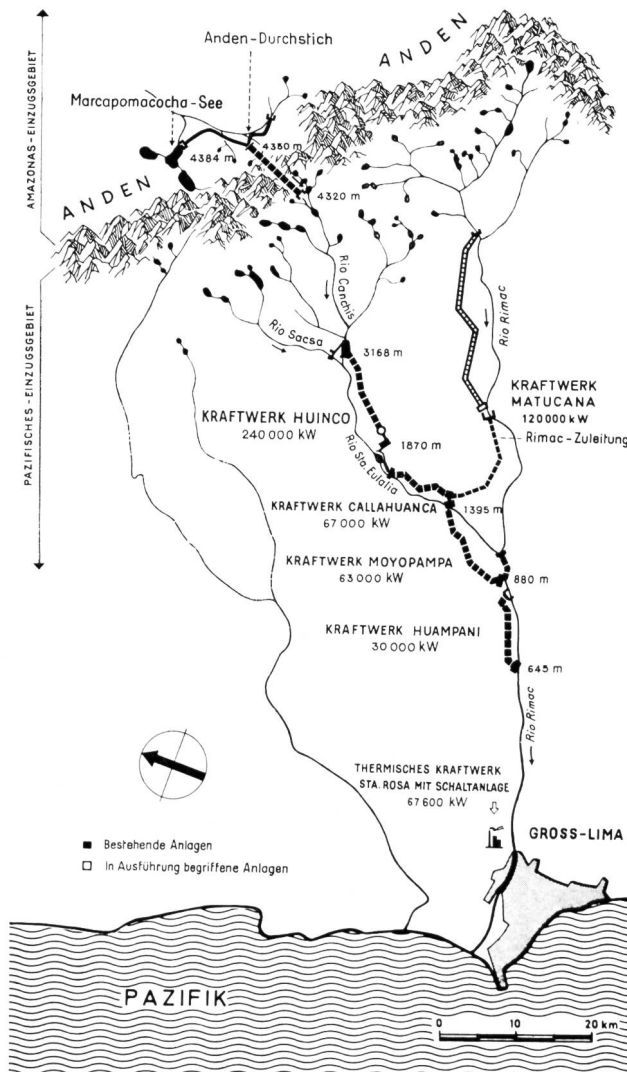 ANDEN
Anden-Durchstich
Marcapomacocha-See
4384 m
4380 m
4320 m
ANDEN
AMAZONAS-EINZUGSGEBIET
PAZIFISCHES-EINZUGSGEBIET
Rio Canchis
Rio Sacsa
Rio Rimac
3168 m
KRAFTWERK
MATUCANA
120000 kW
Rimac-Zuleitung
KRAFTWERK HUINCO
240000 kW
1870 m
Rio Sta. Eulalia
KRAFTWERK CALLAHUANCA
67000 kW
1395 m
KRAFTWERK MOYOPAMPA
63000 kW
880 m
KRAFTWERK HUAMPANI
30000 kW
645 m
Rio Rimac
THERMISCHES KRAFTWERK
STA. ROSA MIT SCHALTANLAGE
67600 kW
GROSS-LIMA
Bestehende Anlagen
In Ausführung begriffene Anlagen
PAZIFIK
0 10 20 km